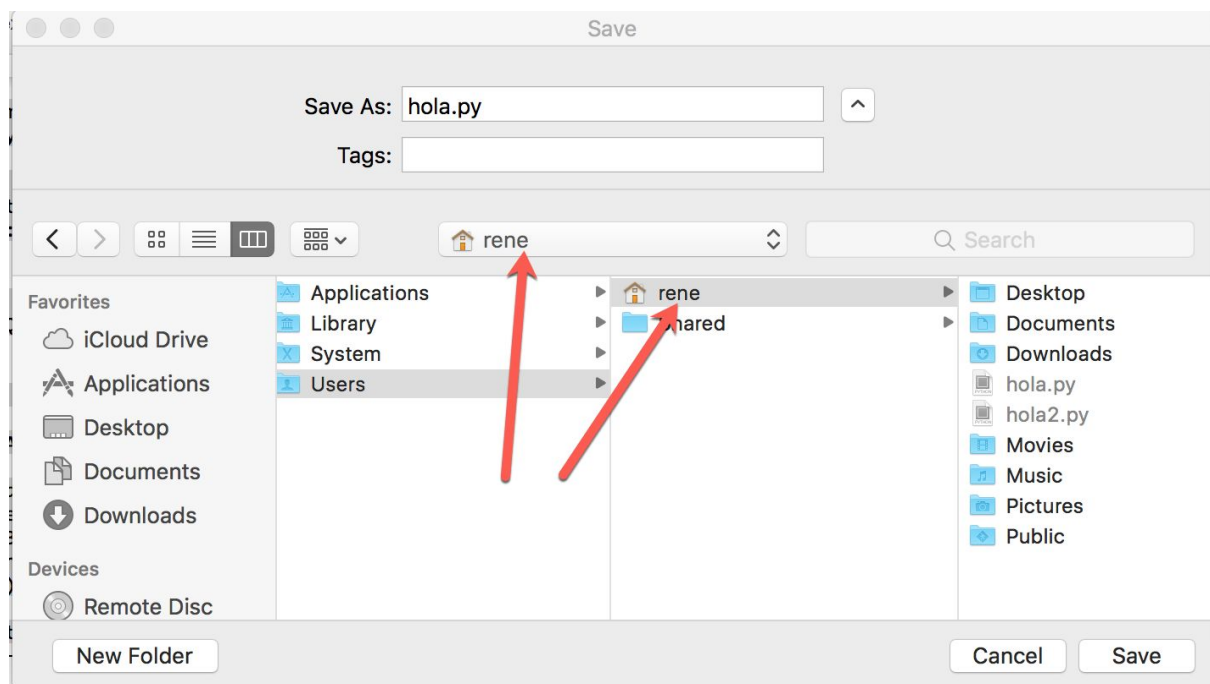 Save
Save As: hola.py
Tags:
rene
Search
Favorites
iCloud Drive
Applications
Desktop
Documents
Downloads
Devices
Remote Disc
Applications
Library
System
Users
rene
Desktop
Documents
Downloads
hola.py
hola2.py
Movies
Music
Pictures
Public
New Folder
Cancel
Save